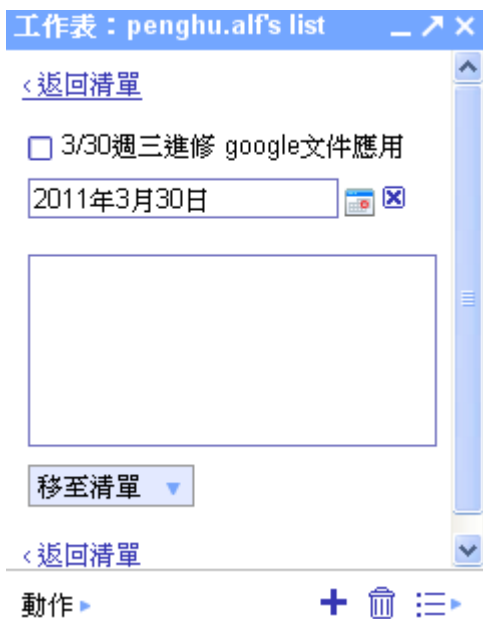 工作表：penghu.alf's list
‹返回清單
3/30週三進修 google文件應用
2011年3月30日
移至清單
‹返回清單
動作